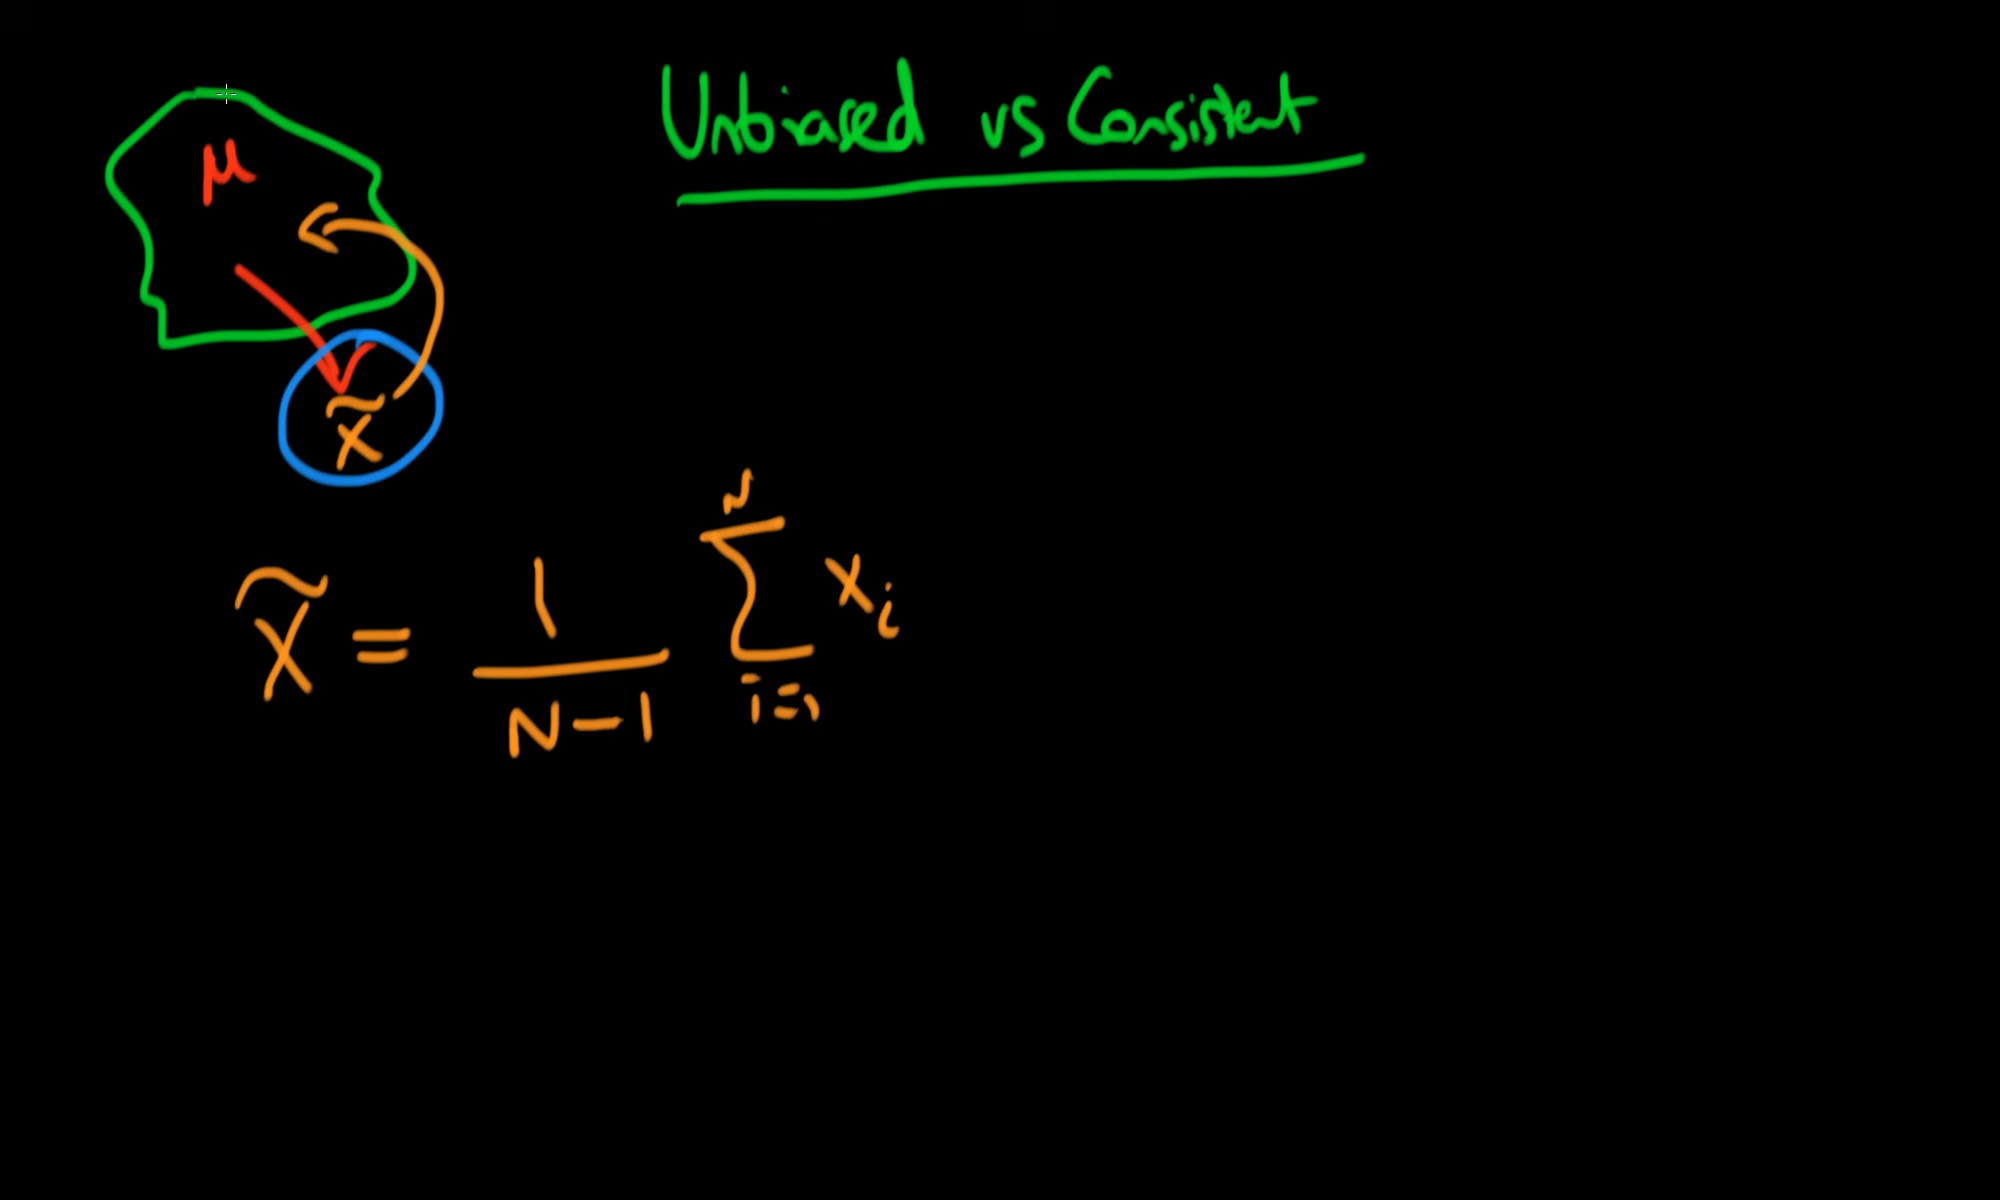 Unbiased vs Consistent
μ
x̃
x̃ = 1/(N-1) ∑_{i=1}^{N} x_i